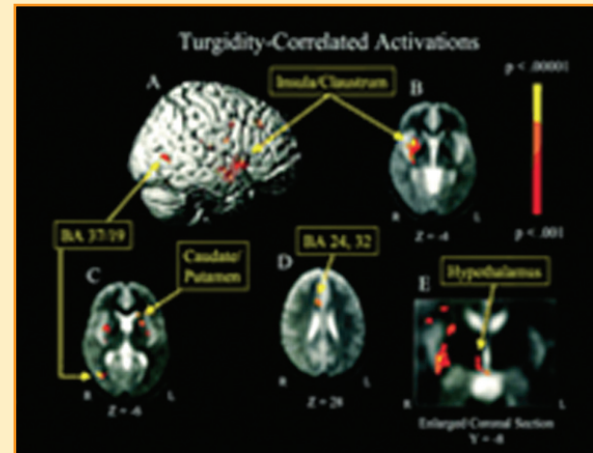 Turgidity-Correlated Activations
p < .00001
A
Insula/Claustrum
B
R
L
Z = -4
p < .001
BA 37/19
Caudate/
Putamen
BA 24, 32
Hypothalamus
C
D
E
R
L
Z = -6
R
L
Z = 28
R
L
Enlarged Coronal Section
Y = -8